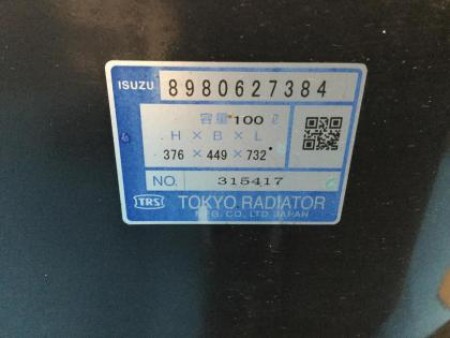 ISUZU 8980627384
容量 100 ℓ
H × B × L
376 × 449 × 732
NO. 315417
TRS TOKYO RADIATOR
MFG. CO., LTD. JAPAN